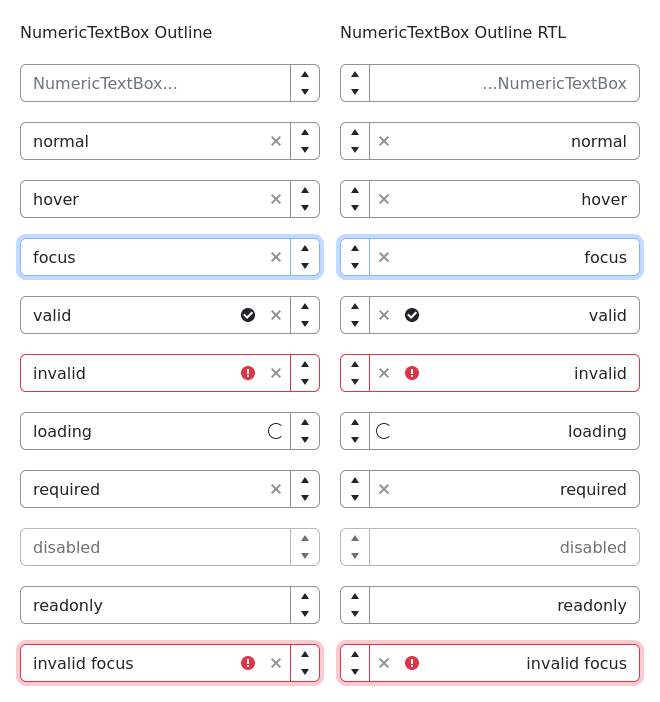 NumericTextBox Outline
NumericTextBox...
normal
hover
focus
valid
invalid
loading
required
disabled
readonly
invalid focus
NumericTextBox Outline RTL
...NumericTextBox
normal
hover
focus
valid
invalid
loading
required
disabled
readonly
invalid focus